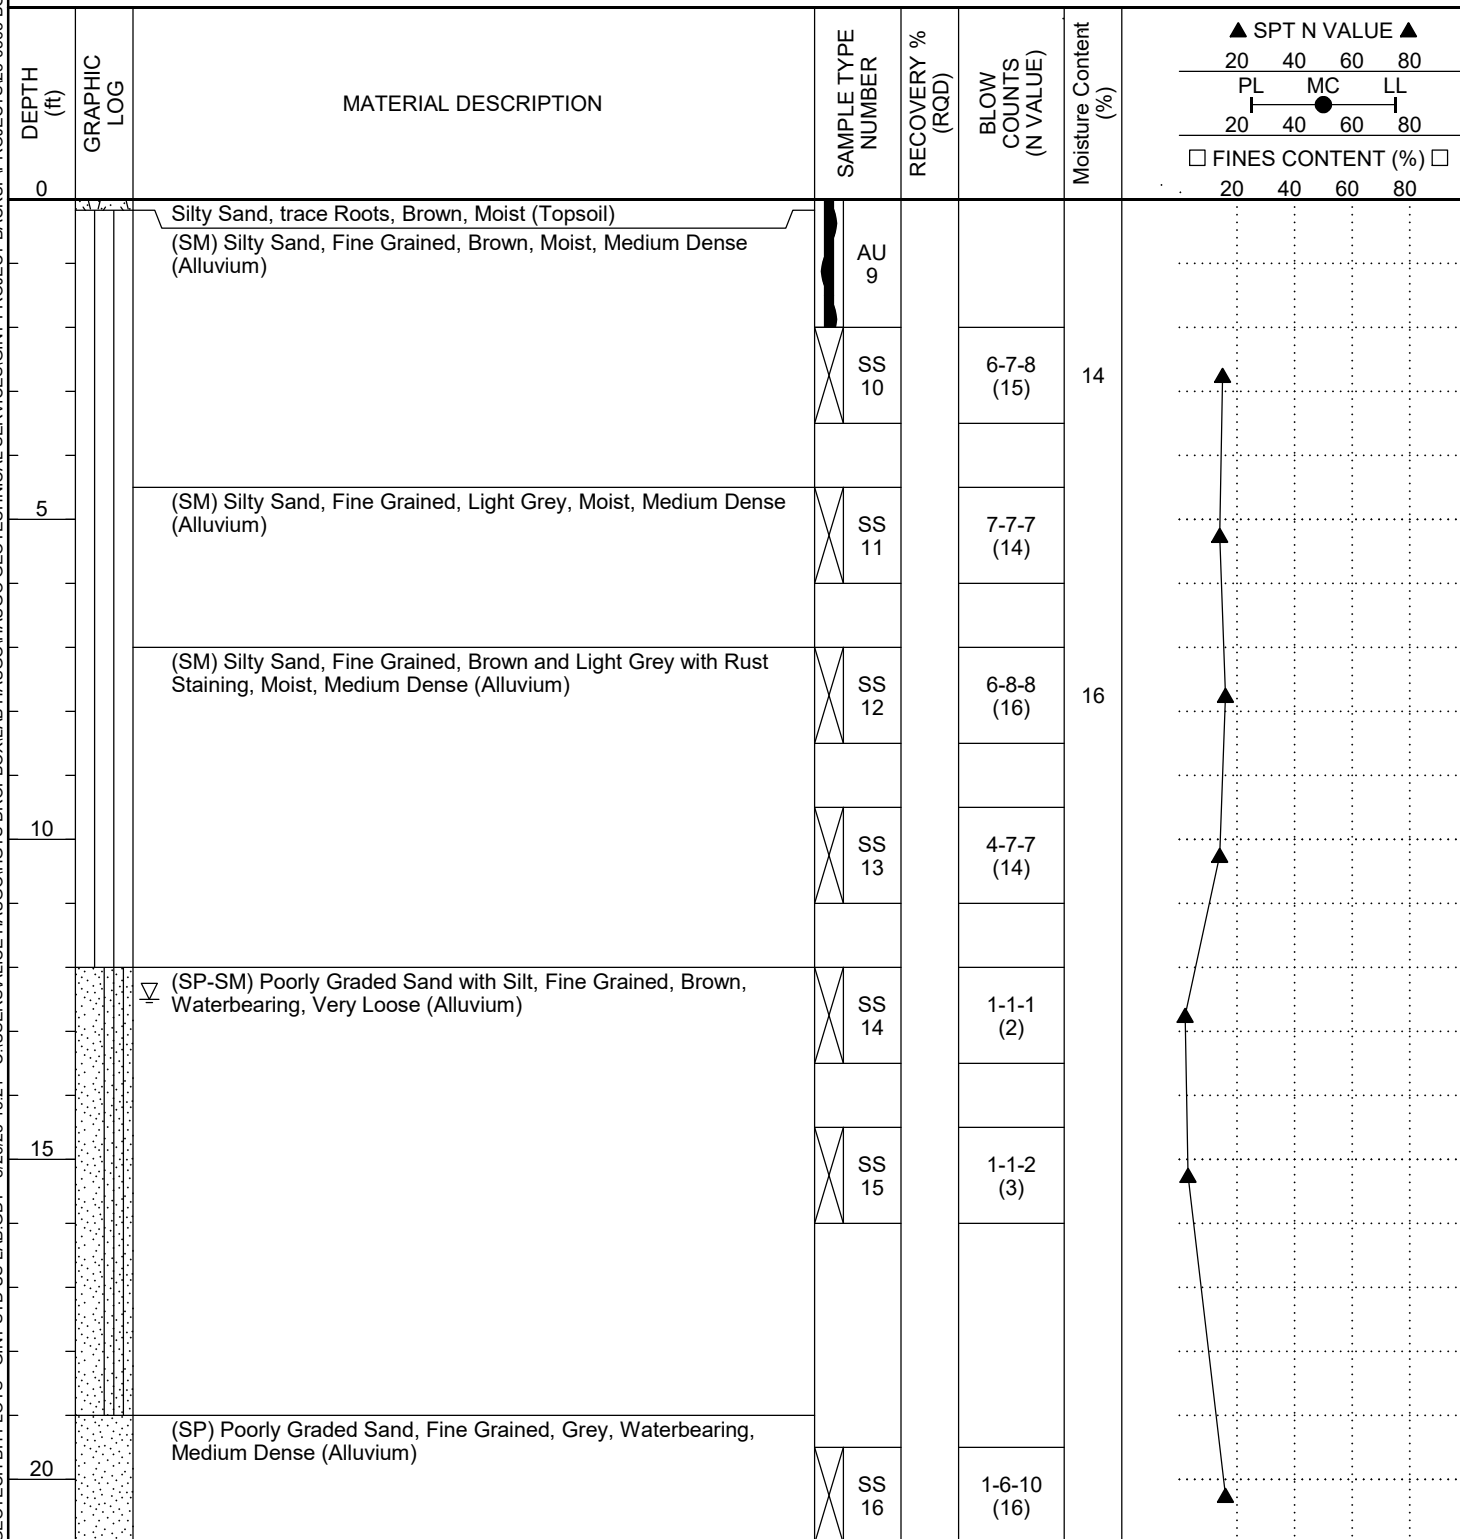 DEPTH
(ft)
GRAPHIC
LOG
MATERIAL DESCRIPTION
SAMPLE TYPE
NUMBER
RECOVERY %
(RQD)
BLOW
COUNTS
(N VALUE)
Moisture Content
(%)
▲ SPT N VALUE ▲
20 40 60 80
PL MC LL
20 40 60 80
□ FINES CONTENT (%) □
20 40 60 80
0
Silty Sand, trace Roots, Brown, Moist (Topsoil)
(SM) Silty Sand, Fine Grained, Brown, Moist, Medium Dense
(Alluvium)
AU
9
SS
10
6-7-8
(15)
14
(SM) Silty Sand, Fine Grained, Light Grey, Moist, Medium Dense
(Alluvium)
5
SS
11
7-7-7
(14)
(SM) Silty Sand, Fine Grained, Brown and Light Grey with Rust
Staining, Moist, Medium Dense (Alluvium)
SS
12
6-8-8
(16)
16
10
SS
13
4-7-7
(14)
(SP-SM) Poorly Graded Sand with Silt, Fine Grained, Brown,
Waterbearing, Very Loose (Alluvium)
SS
14
1-1-1
(2)
15
SS
15
1-1-2
(3)
(SP) Poorly Graded Sand, Fine Grained, Grey, Waterbearing,
Medium Dense (Alluvium)
20
SS
16
1-6-10
(16)